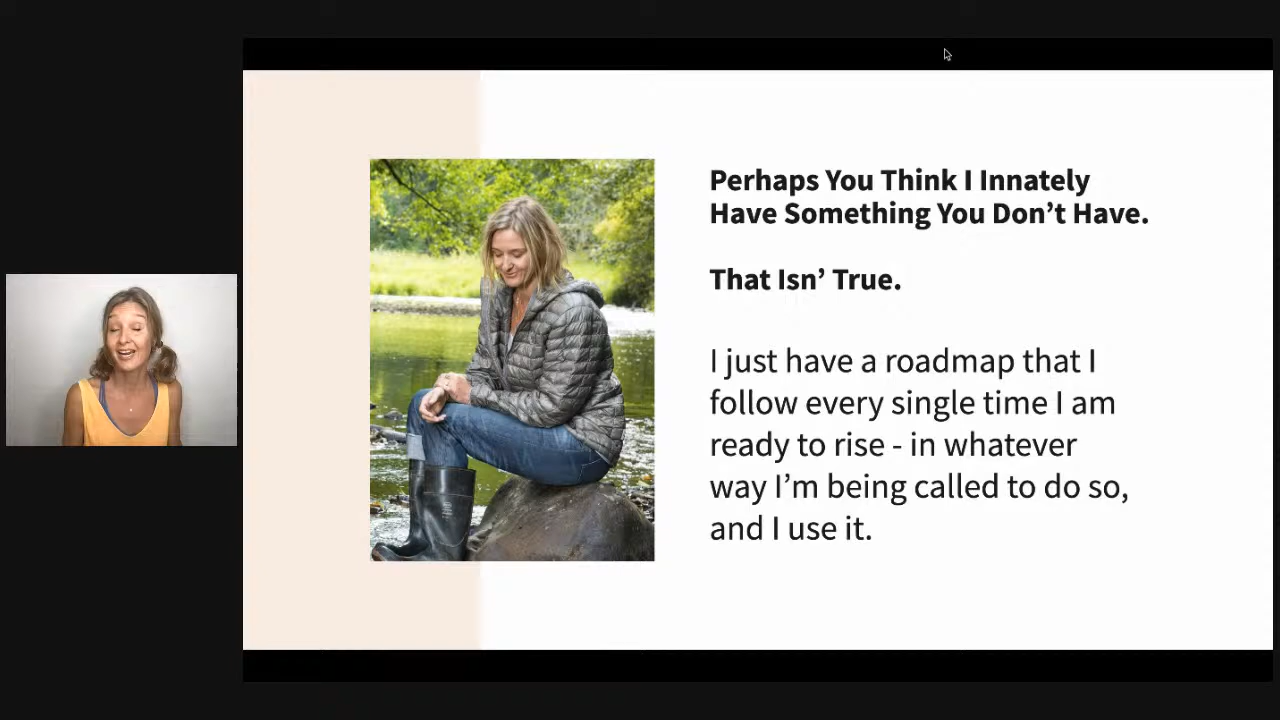 Perhaps You Think I Innately
Have Something You Don’t Have.
That Isn’ True.
I just have a roadmap that I
follow every single time I am
ready to rise - in whatever
way I’m being called to do so,
and I use it.